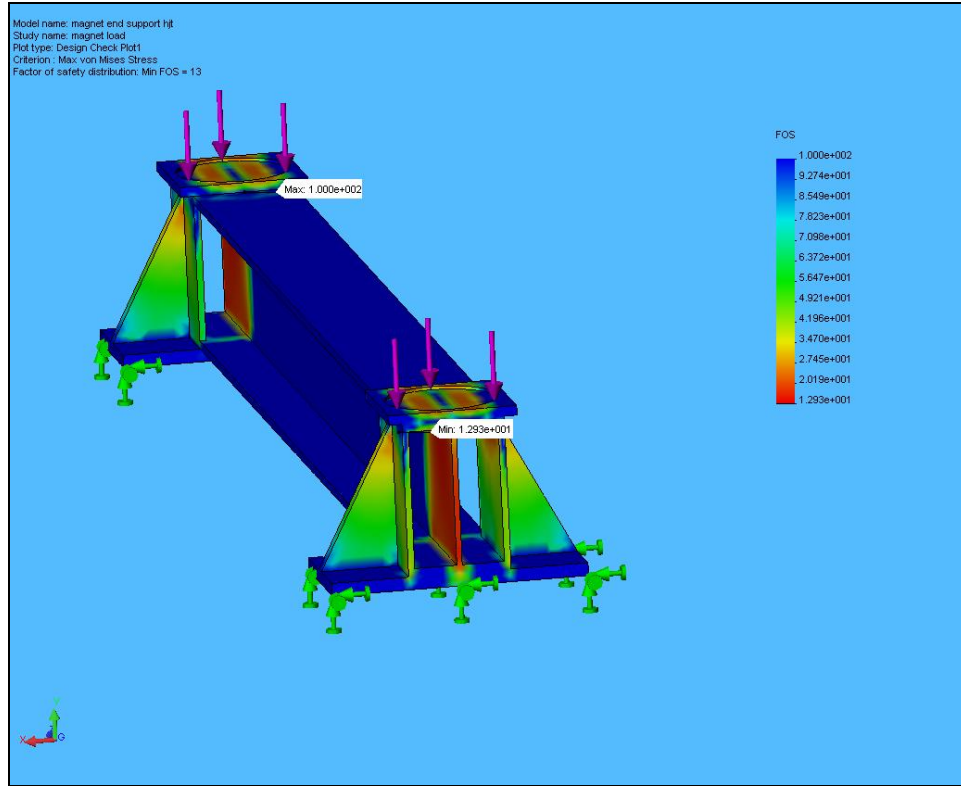 Model name: magnet end support hjt
Study name: magnet load
Plot type: Design Check Plot1
Criterion : Max von Mises Stress
Factor of safety distribution: Min FOS = 13
FOS
1.000e+002
9.274e+001
8.549e+001
7.823e+001
7.098e+001
6.372e+001
5.647e+001
4.921e+001
4.196e+001
3.470e+001
2.745e+001
2.019e+001
1.293e+001
Max: 1.000e+002
Min: 1.293e+001
Y
X
G